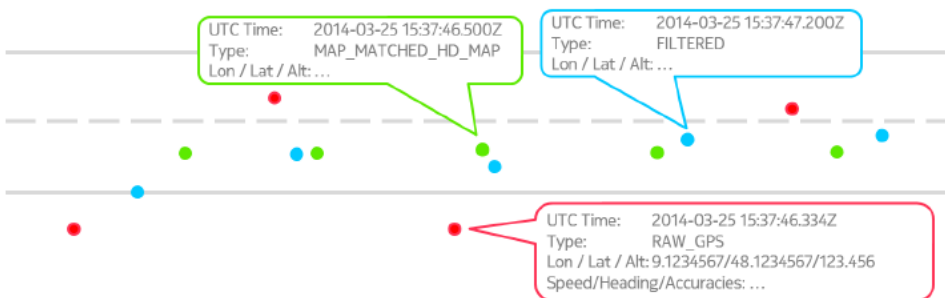 UTC Time: 2014-03-25 15:37:46.500Z
Type: MAP_MATCHED_HD_MAP
Lon / Lat / Alt: ...
UTC Time: 2014-03-25 15:37:47.200Z
Type: FILTERED
Lon / Lat / Alt: ...
UTC Time: 2014-03-25 15:37:46.334Z
Type: RAW_GPS
Lon / Lat / Alt: 9.1234567/48.1234567/123.456
Speed/Heading/Accuracies: ...